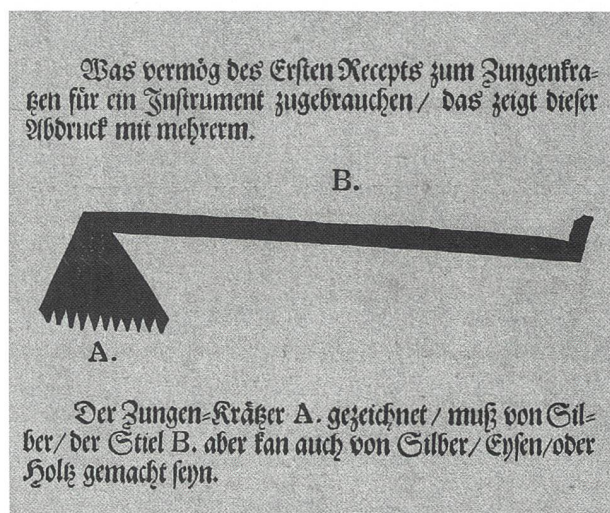 Was vermög des Ersten Recepts zum Zungenkra-
tzen für ein Instrument zugebrauchen / das zeigt dieser
Abdruck mit mehrerm.
B.
A.
Der Zungen-Krätzer A. gezeichnet / muß von Sil-
ber / der Stiel B. aber kan auch von Silber / Eysen / oder
Holtz gemacht seyn.